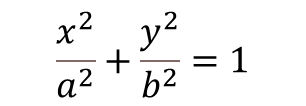 x²/a² + y²/b² = 1